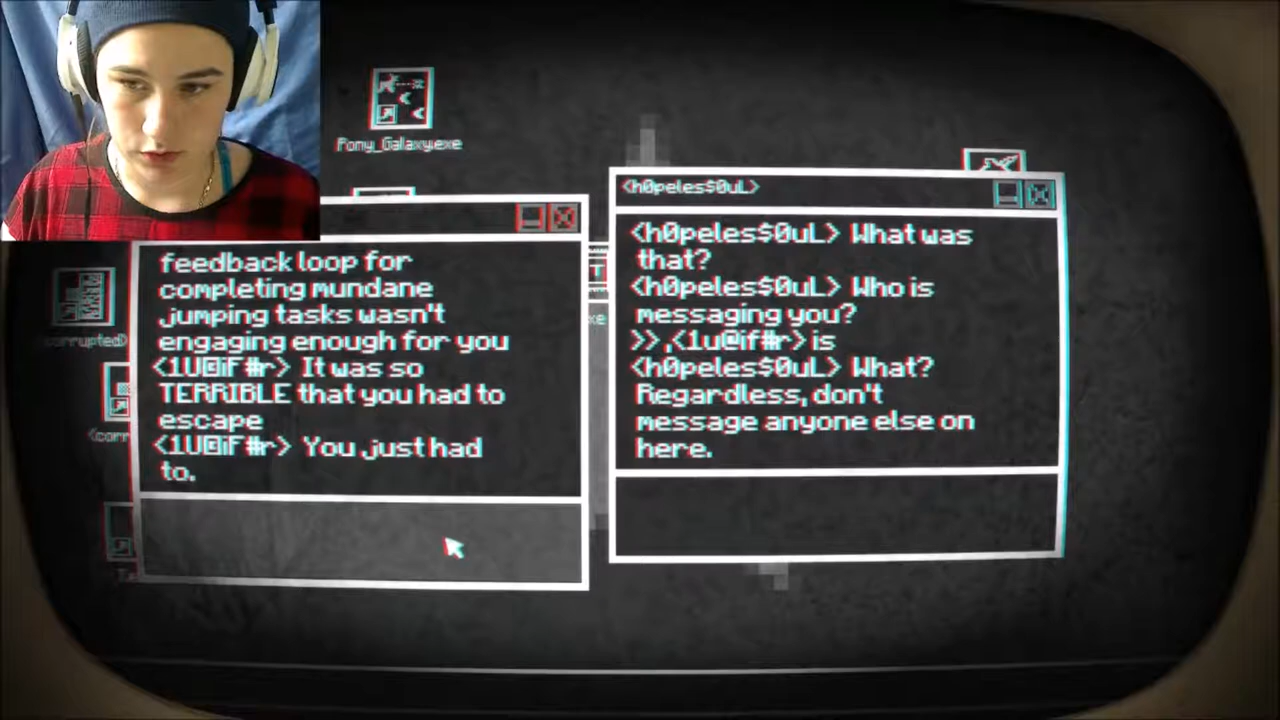 Pony_Galaxy.exe
feedback loop for
completing mundane
jumping tasks wasn't
engaging enough for you
<1U@iF#r> It was so
TERRIBLE that you had to
escape
<1U@iF#r> You just had
to.
<h0peles$0uL>
<h0peles$0uL> What was
that?
<h0peles$0uL> Who is
messaging you?
>>,<1u@if#r> is
<h0peles$0uL> What?
Regardless, don't
message anyone else on
here.